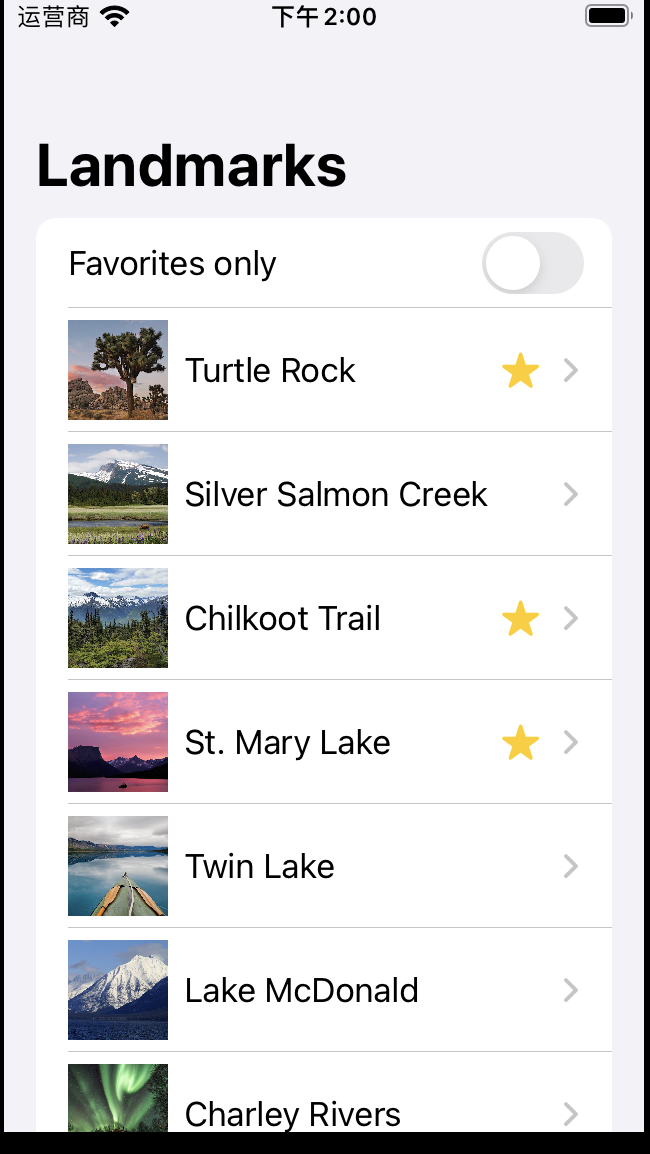 运营商 下午2:00
Landmarks
Favorites only
Turtle Rock
Silver Salmon Creek
Chilkoot Trail
St. Mary Lake
Twin Lake
Lake McDonald
Charley Rivers